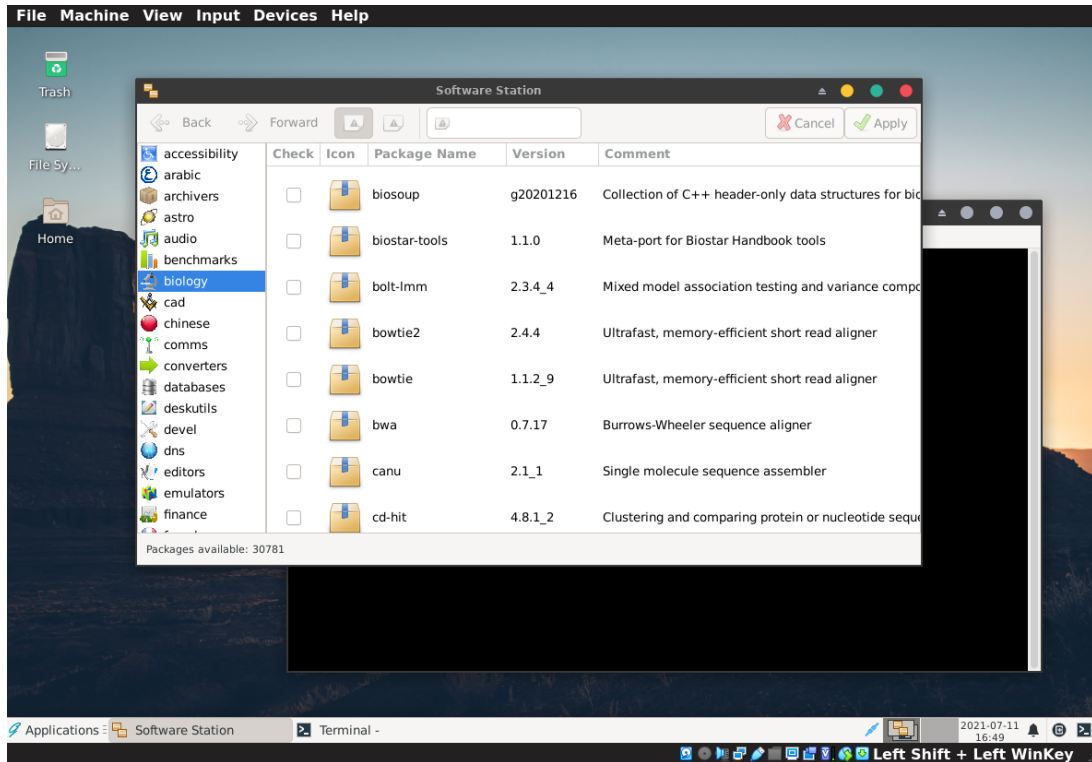 File Machine View Input Devices Help
Trash
File Sy...
Home
Software Station
Back Forward Cancel Apply
accessibility
arabic
archivers
astro
audio
benchmarks
biology
cad
chinese
comms
converters
databases
deskutils
devel
dns
editors
emulators
finance
Check Icon Package Name Version Comment
biosoup g20201216 Collection of C++ header-only data structures for bio
biostar-tools 1.1.0 Meta-port for Biostar Handbook tools
bolt-lmm 2.3.4_4 Mixed model association testing and variance compo
bowtie2 2.4.4 Ultrafast, memory-efficient short read aligner
bowtie 1.1.2_9 Ultrafast, memory-efficient short read aligner
bwa 0.7.17 Burrows-Wheeler sequence aligner
canu 2.1_1 Single molecule sequence assembler
cd-hit 4.8.1_2 Clustering and comparing protein or nucleotide seque
Packages available: 30781
Applications Software Station Terminal - 2021-07-11
16:49
Left Shift + Left WinKey